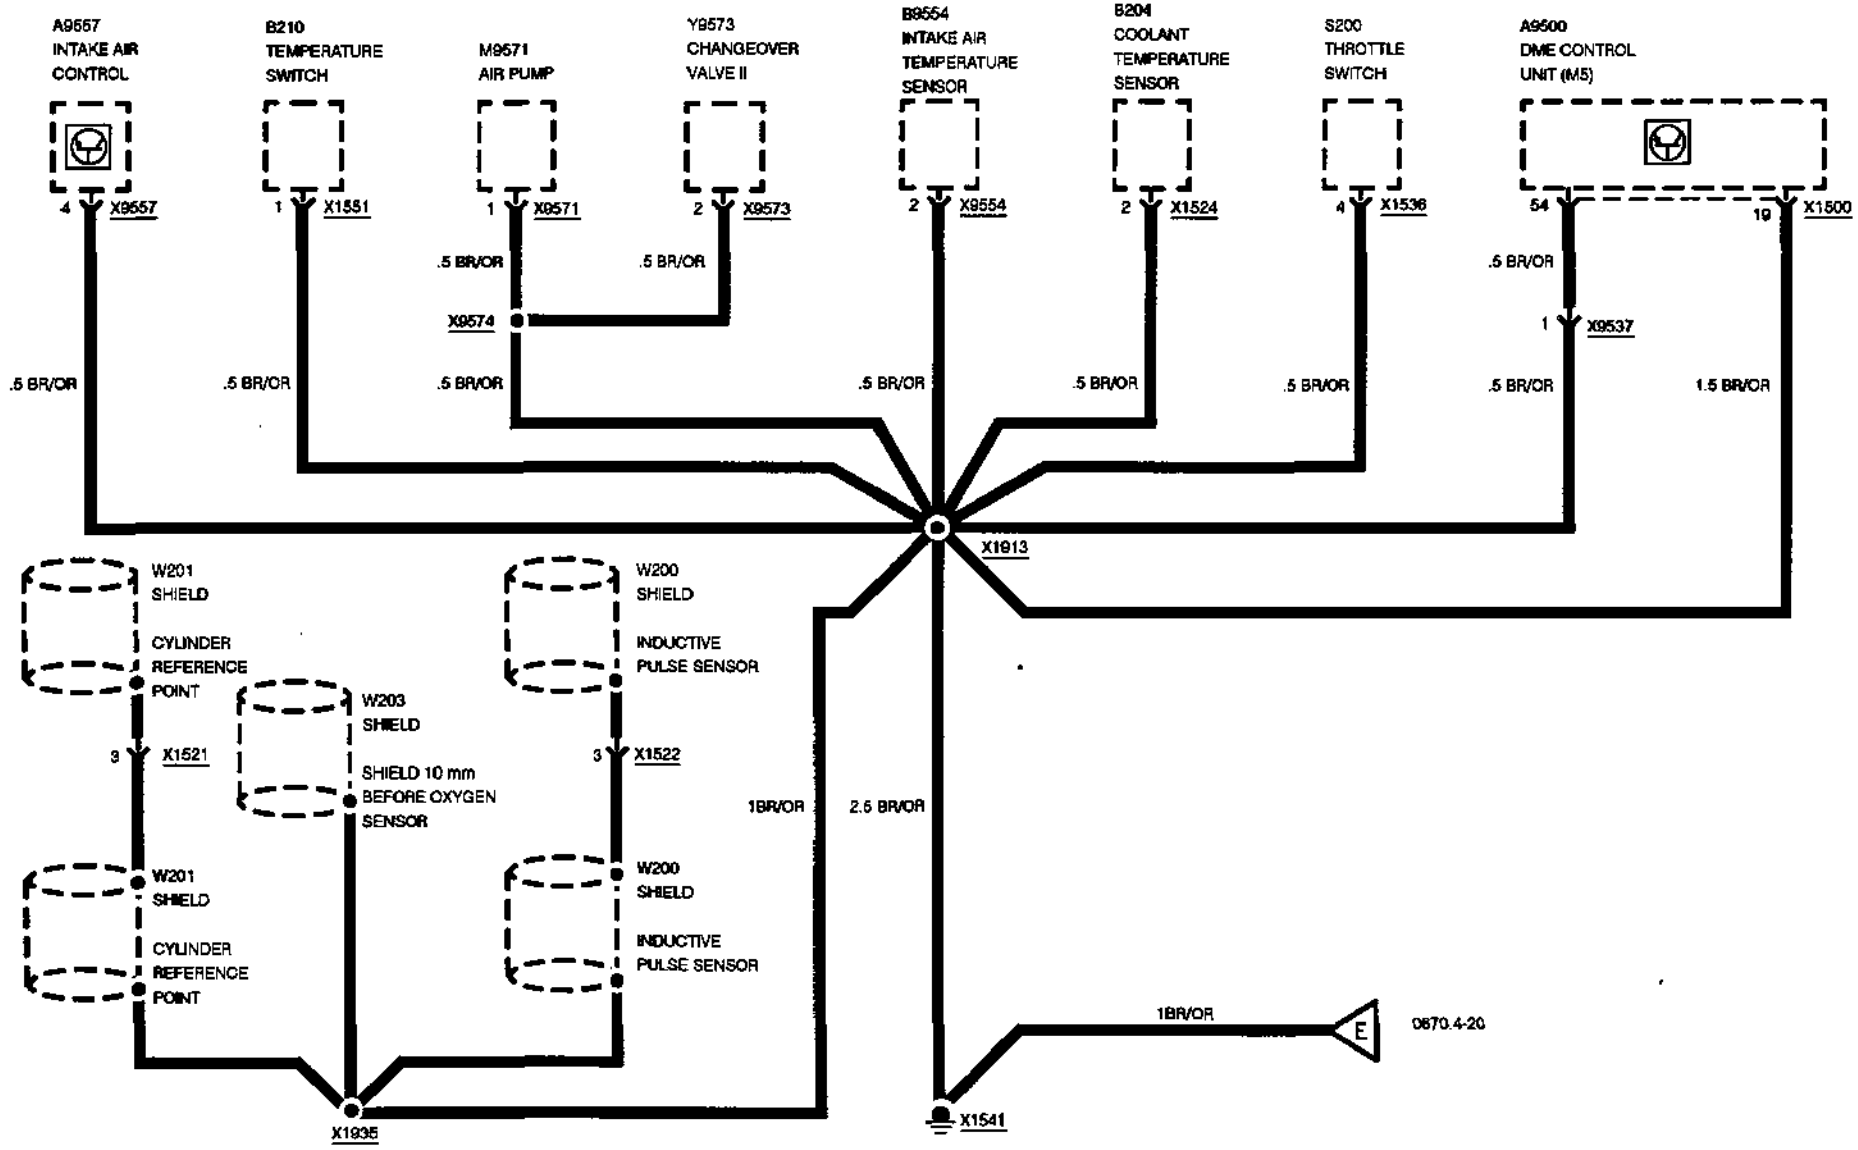 A9557
INTAKE AIR
CONTROL
B210
TEMPERATURE
SWITCH
M9571
AIR PUMP
Y9573
CHANGEOVER
VALVE II
B9554
INTAKE AIR
TEMPERATURE
SENSOR
B204
COOLANT
TEMPERATURE
SENSOR
S200
THROTTLE
SWITCH
A9500
DME CONTROL
UNIT (M5)
4 X9557
1 X1551
1 X9571
2 X9573
2 X9554
2 X1524
4 X1536
54
19 X1500
.5 BR/OR
.5 BR/OR
.5 BR/OR
X9574
1 X9537
.5 BR/OR
.5 BR/OR
.5 BR/OR
.5 BR/OR
.5 BR/OR
.5 BR/OR
.5 BR/OR
1.5 BR/OR
X1913
W201
SHIELD
CYLINDER
REFERENCE
POINT
W200
SHIELD
INDUCTIVE
PULSE SENSOR
W203
SHIELD
SHIELD 10 mm
BEFORE OXYGEN
SENSOR
3 X1521
3 X1522
1BR/OR
2.5 BR/OR
W201
SHIELD
CYLINDER
REFERENCE
POINT
W200
SHIELD
INDUCTIVE
PULSE SENSOR
1BR/OR
E
0670.4-20
X1935
X1541